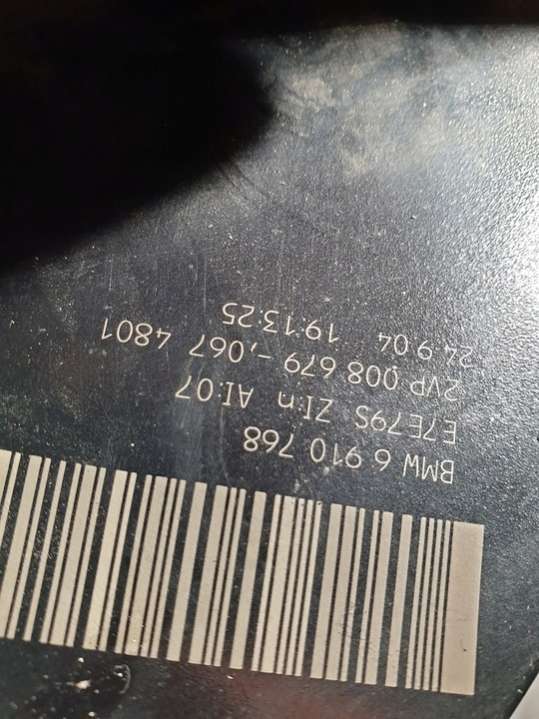 BMW 6 910 768
E7E79S ZI:n AI:07
2VP 008 679 -,067 4801
24.9.04 19:13:25